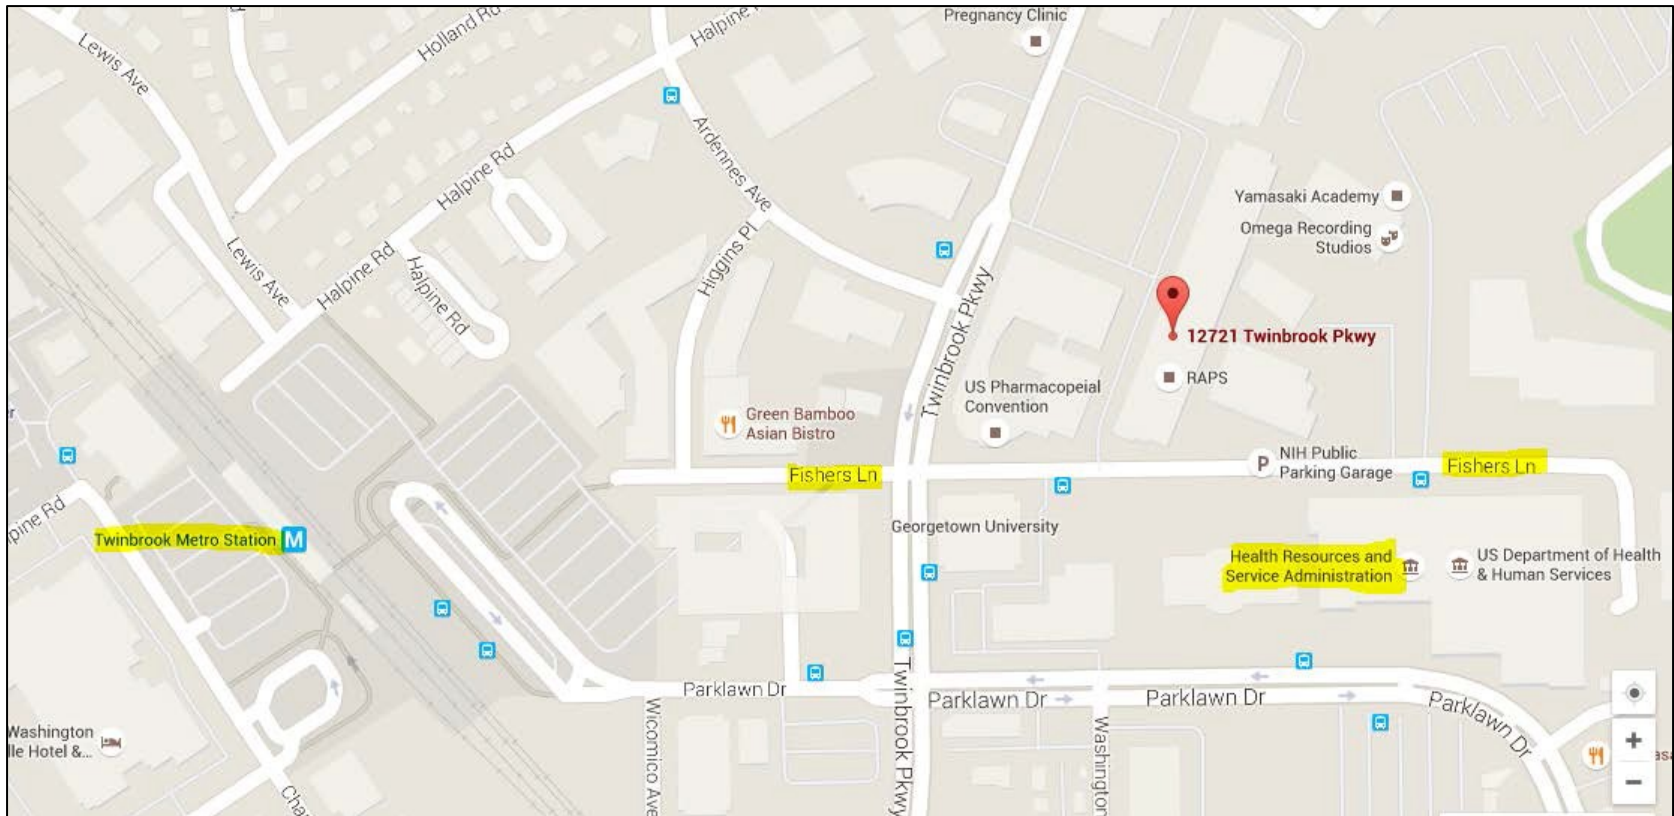 Pregnancy Clinic
Lewis Ave
Holland Rd
Halpine
Halpine Rd
Ardennes Ave
Yamasaki Academy
Omega Recording
Studios
Lewis Ave
Halpine Rd
Halpine Rd
Higgins Pl
Twinbrook Pkwy
12721 Twinbrook Pkwy
RAPS
US Pharmacopeial
Convention
Green Bamboo
Asian Bistro
NIH Public
P
Parking Garage
Fishers Ln
Fishers Ln
pine Rd
Twinbrook Metro Station M
Georgetown University
Health Resources and
Service Administration
US Department of Health
& Human Services
Parklawn Dr
Parklawn Dr
Parklawn Dr
Parklawn Dr
Twinbrook Pkwy
Wicomico Ave
Washington
Washington
lle Hotel &...
Cha
+
−